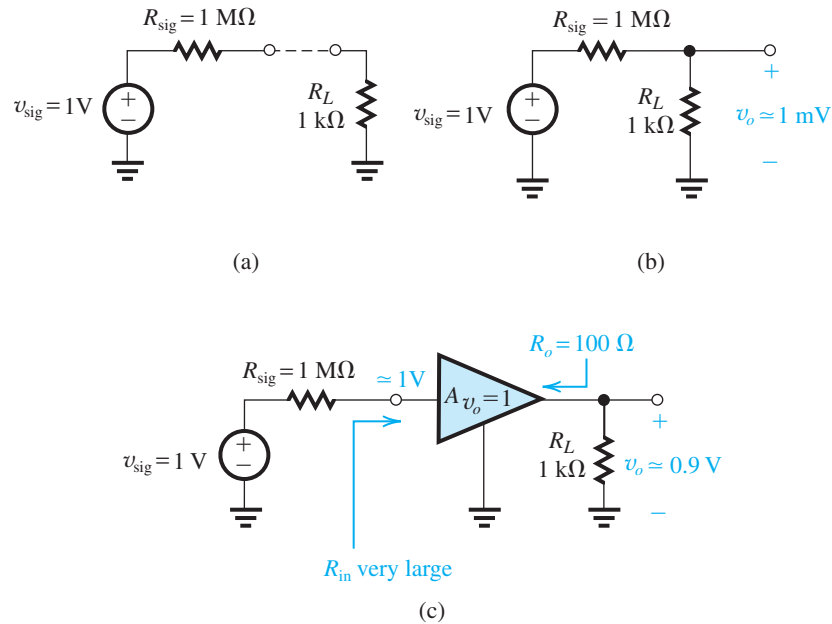 R_sig = 1 MΩ
v_sig = 1V
+
−
R_L
1 kΩ
(a)
R_sig = 1 MΩ
v_sig = 1V
+
−
R_L
1 kΩ
+
v_o ≃ 1 mV
−
(b)
R_sig = 1 MΩ
≃ 1V
A_v_o = 1
R_o = 100 Ω
v_sig = 1 V
+
−
R_L
1 kΩ
+
v_o ≃ 0.9 V
−
R_in very large
(c)